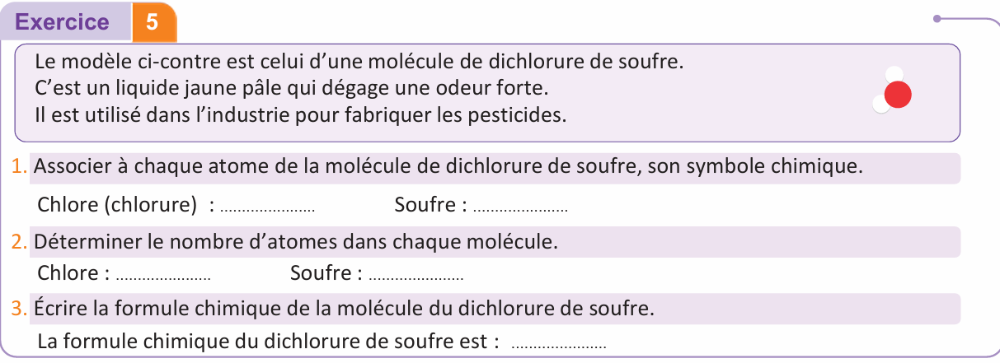 Exercice 5
Le modèle ci-contre est celui d’une molécule de dichlorure de soufre.
C’est un liquide jaune pâle qui dégage une odeur forte.
Il est utilisé dans l’industrie pour fabriquer les pesticides.
1. Associer à chaque atome de la molécule de dichlorure de soufre, son symbole chimique.
Chlore (chlorure) : ...................... Soufre : ......................
2. Déterminer le nombre d’atomes dans chaque molécule.
Chlore : ...................... Soufre : ......................
3. Écrire la formule chimique de la molécule du dichlorure de soufre.
La formule chimique du dichlorure de soufre est : ......................